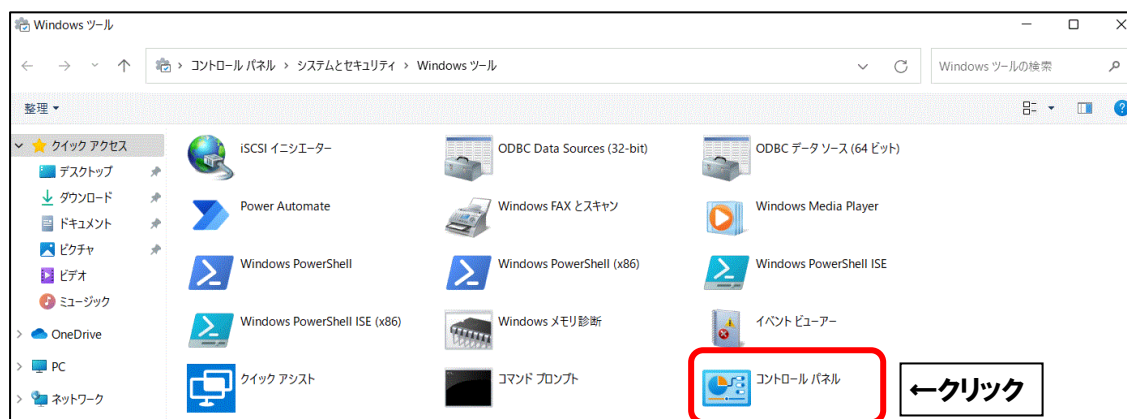 Windows ツール
コントロール パネル › システムとセキュリティ › Windows ツール
Windows ツールの検索
整理
クイック アクセス
デスクトップ
ダウンロード
ドキュメント
ピクチャ
ビデオ
ミュージック
OneDrive
PC
ネットワーク
iSCSI イニシエーター
ODBC Data Sources (32-bit)
ODBC データ ソース (64 ビット)
Power Automate
Windows FAX とスキャン
Windows Media Player
Windows PowerShell
Windows PowerShell (x86)
Windows PowerShell ISE
Windows PowerShell ISE (x86)
Windows メモリ診断
イベント ビューアー
クイック アシスト
コマンド プロンプト
コントロール パネル
←クリック